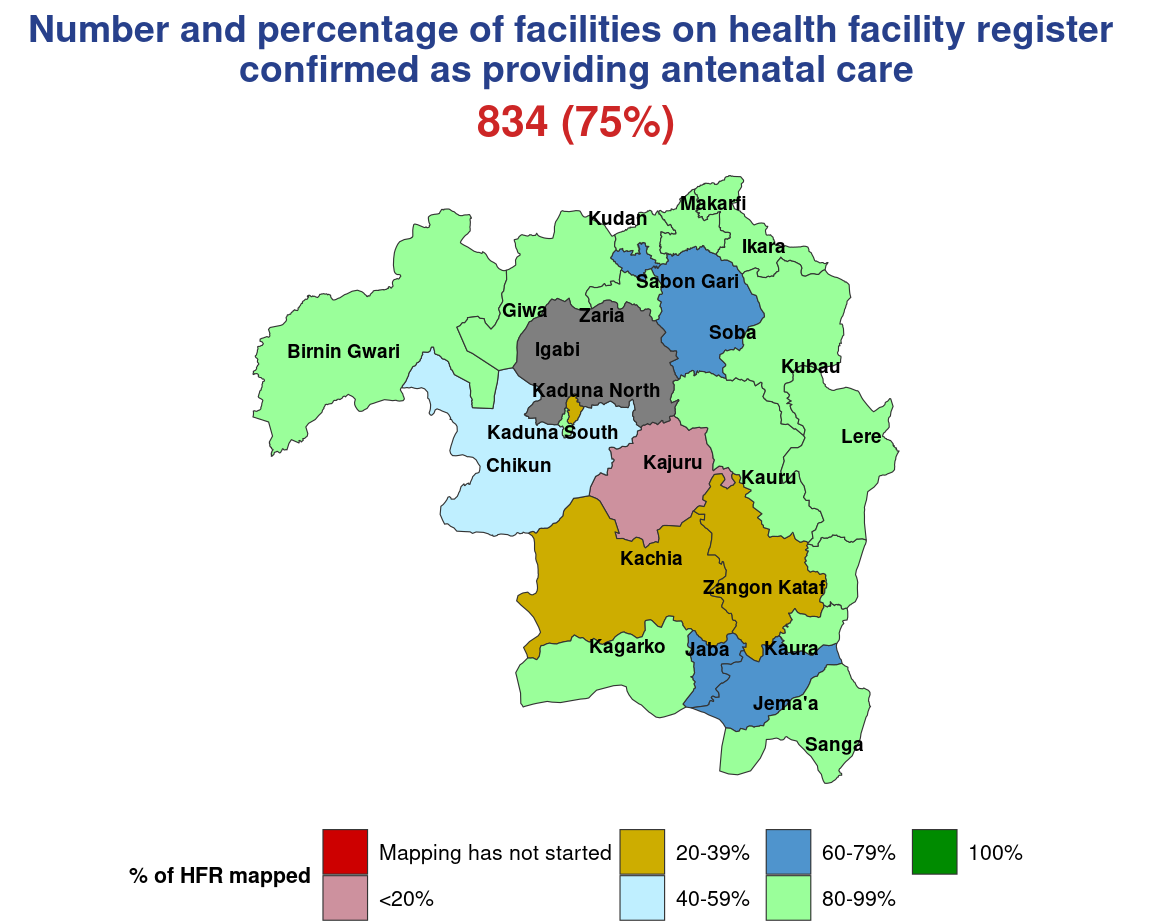 Number and percentage of facilities on health facility register
confirmed as providing antenatal care
834 (75%)
Makarfi
Kudan
Ikara
Sabon Gari
Giwa
Zaria
Soba
Birnin Gwari
Igabi
Kubau
Kaduna North
Kaduna South
Lere
Chikun
Kajuru
Kauru
Kachia
Zangon Kataf
Kagarko
Jaba
Kaura
Jema'a
Sanga
% of HFR mapped
Mapping has not started
<20%
20-39%
40-59%
60-79%
80-99%
100%